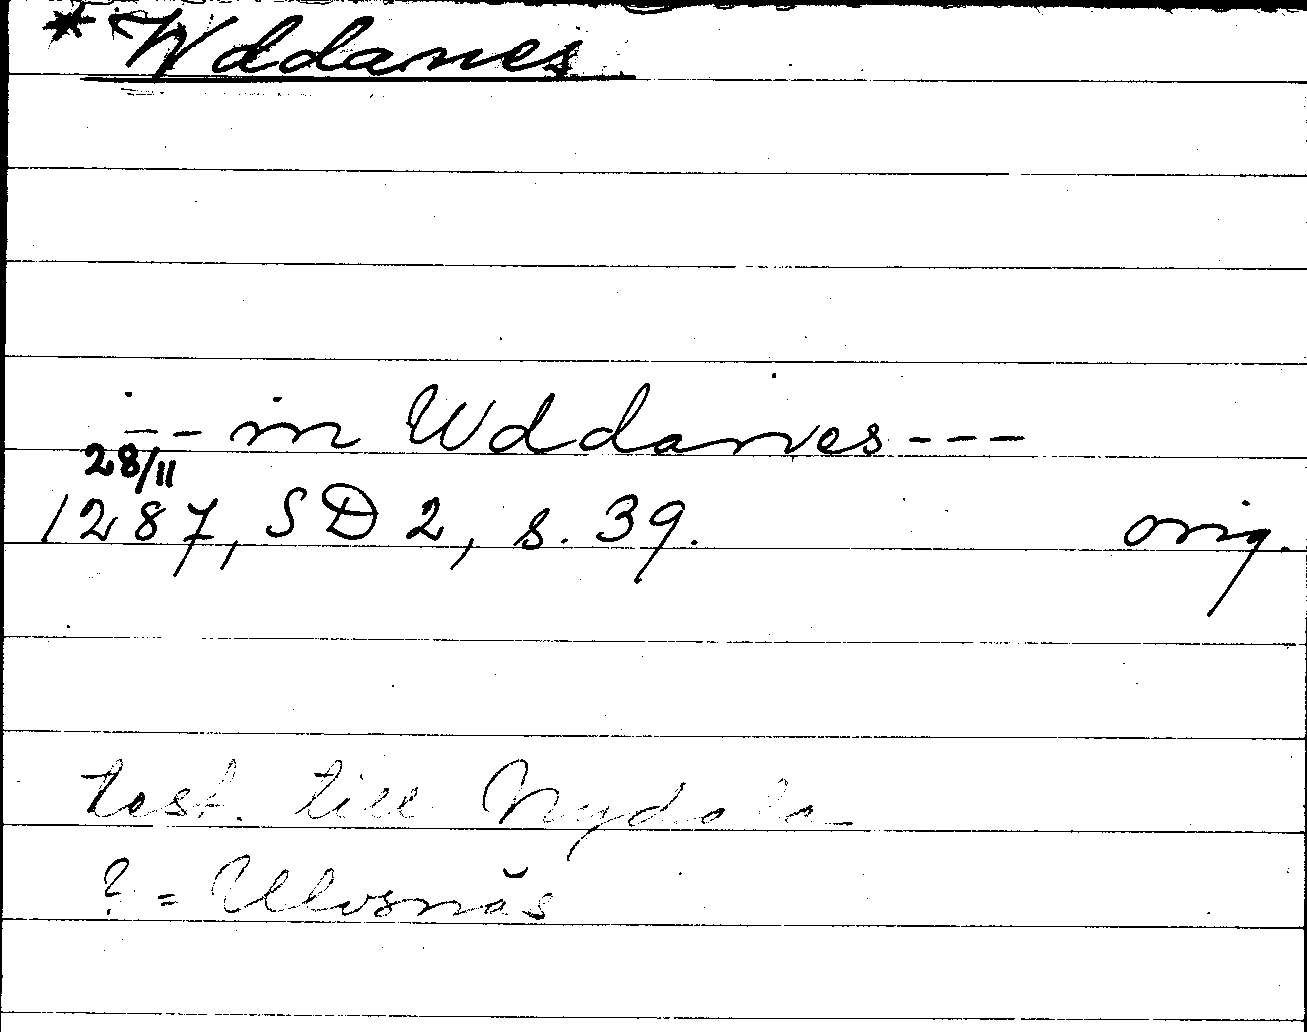 * Wddanes
--- in Wddanes ---
28/11
1287, SD 2, s. 39. orig.
test. till Nydala
? = Ulvsnäs